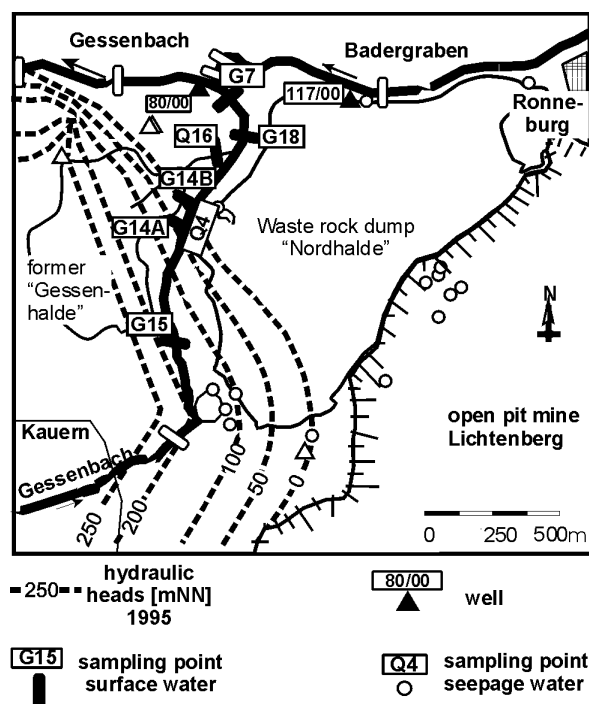 Gessenbach
Badergraben
G7
80/00
117/00
Ronne-
burg
Q16
G18
G14B
G14A
Q4
Waste rock dump
“Nordhalde”
former
“Gessen-
halde”
G15
N
open pit mine
Lichtenberg
Kauern
Gessenbach
250
200
100
50
0
0 250 500m
250
hydraulic
heads [mNN]
1995
80/00
well
G15
sampling point
surface water
Q4
sampling point
seepage water